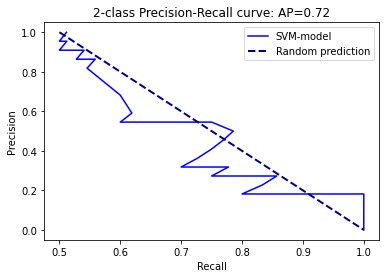 2-class Precision-Recall curve: AP=0.72
SVM-model
Random prediction
Precision
1.0
0.8
0.6
0.4
0.2
0.0
0.5 0.6 0.7 0.8 0.9 1.0
Recall